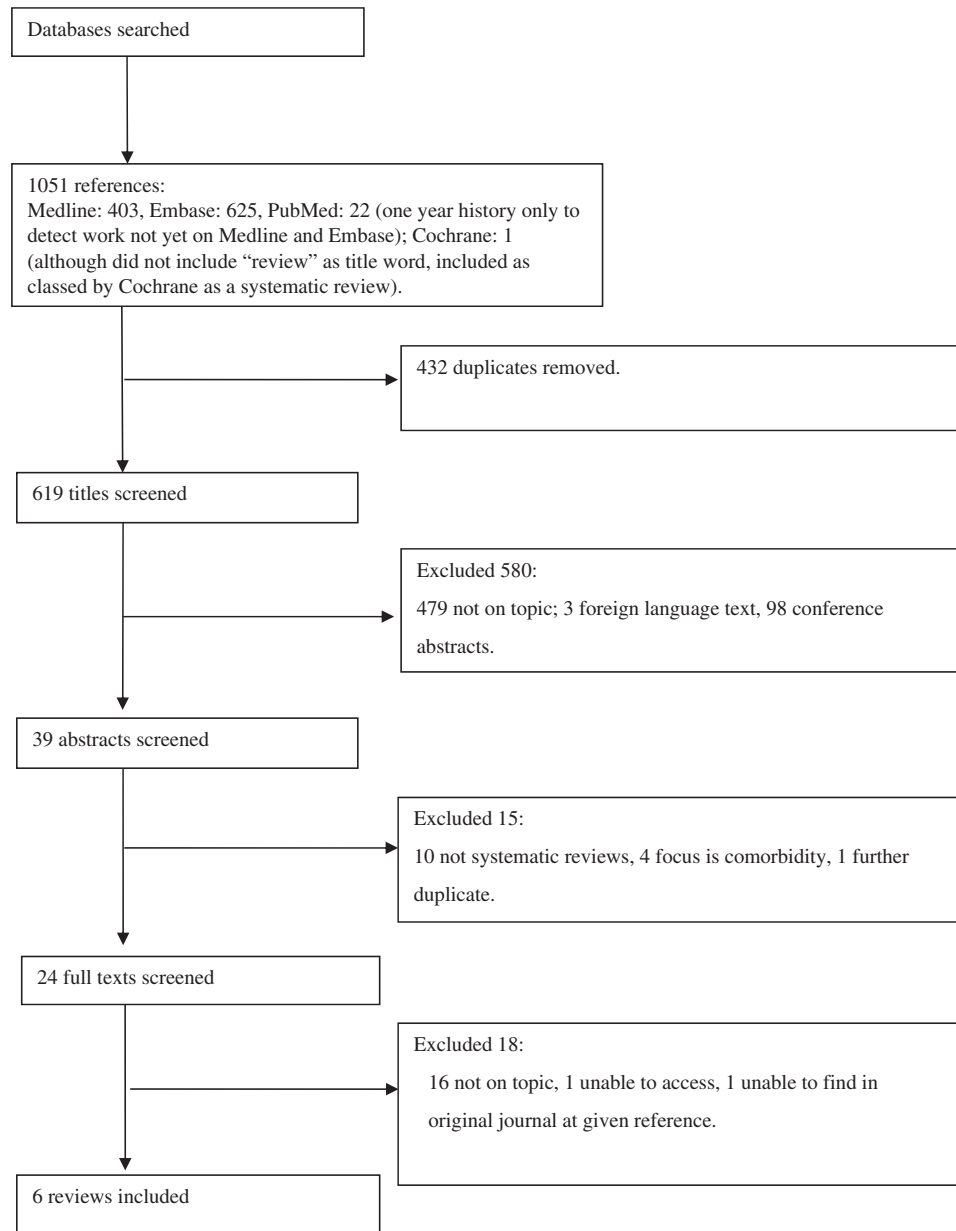 Databases searched
1051 references:
Medline: 403, Embase: 625, PubMed: 22 (one year history only to
detect work not yet on Medline and Embase); Cochrane: 1
(although did not include “review” as title word, included as
classed by Cochrane as a systematic review).
432 duplicates removed.
619 titles screened
Excluded 580:
479 not on topic; 3 foreign language text, 98 conference
abstracts.
39 abstracts screened
Excluded 15:
10 not systematic reviews, 4 focus is comorbidity, 1 further
duplicate.
24 full texts screened
Excluded 18:
16 not on topic, 1 unable to access, 1 unable to find in
original journal at given reference.
6 reviews included